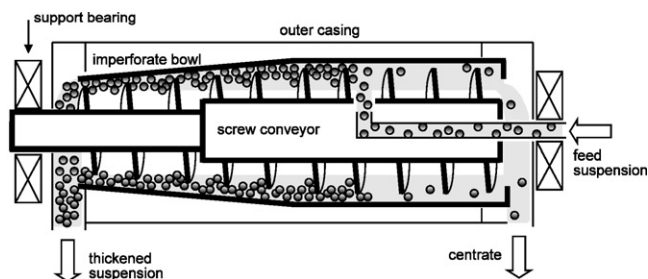 support bearing
outer casing
imperforate bowl
screw conveyor
feed
suspension
thickened
suspension
centrate